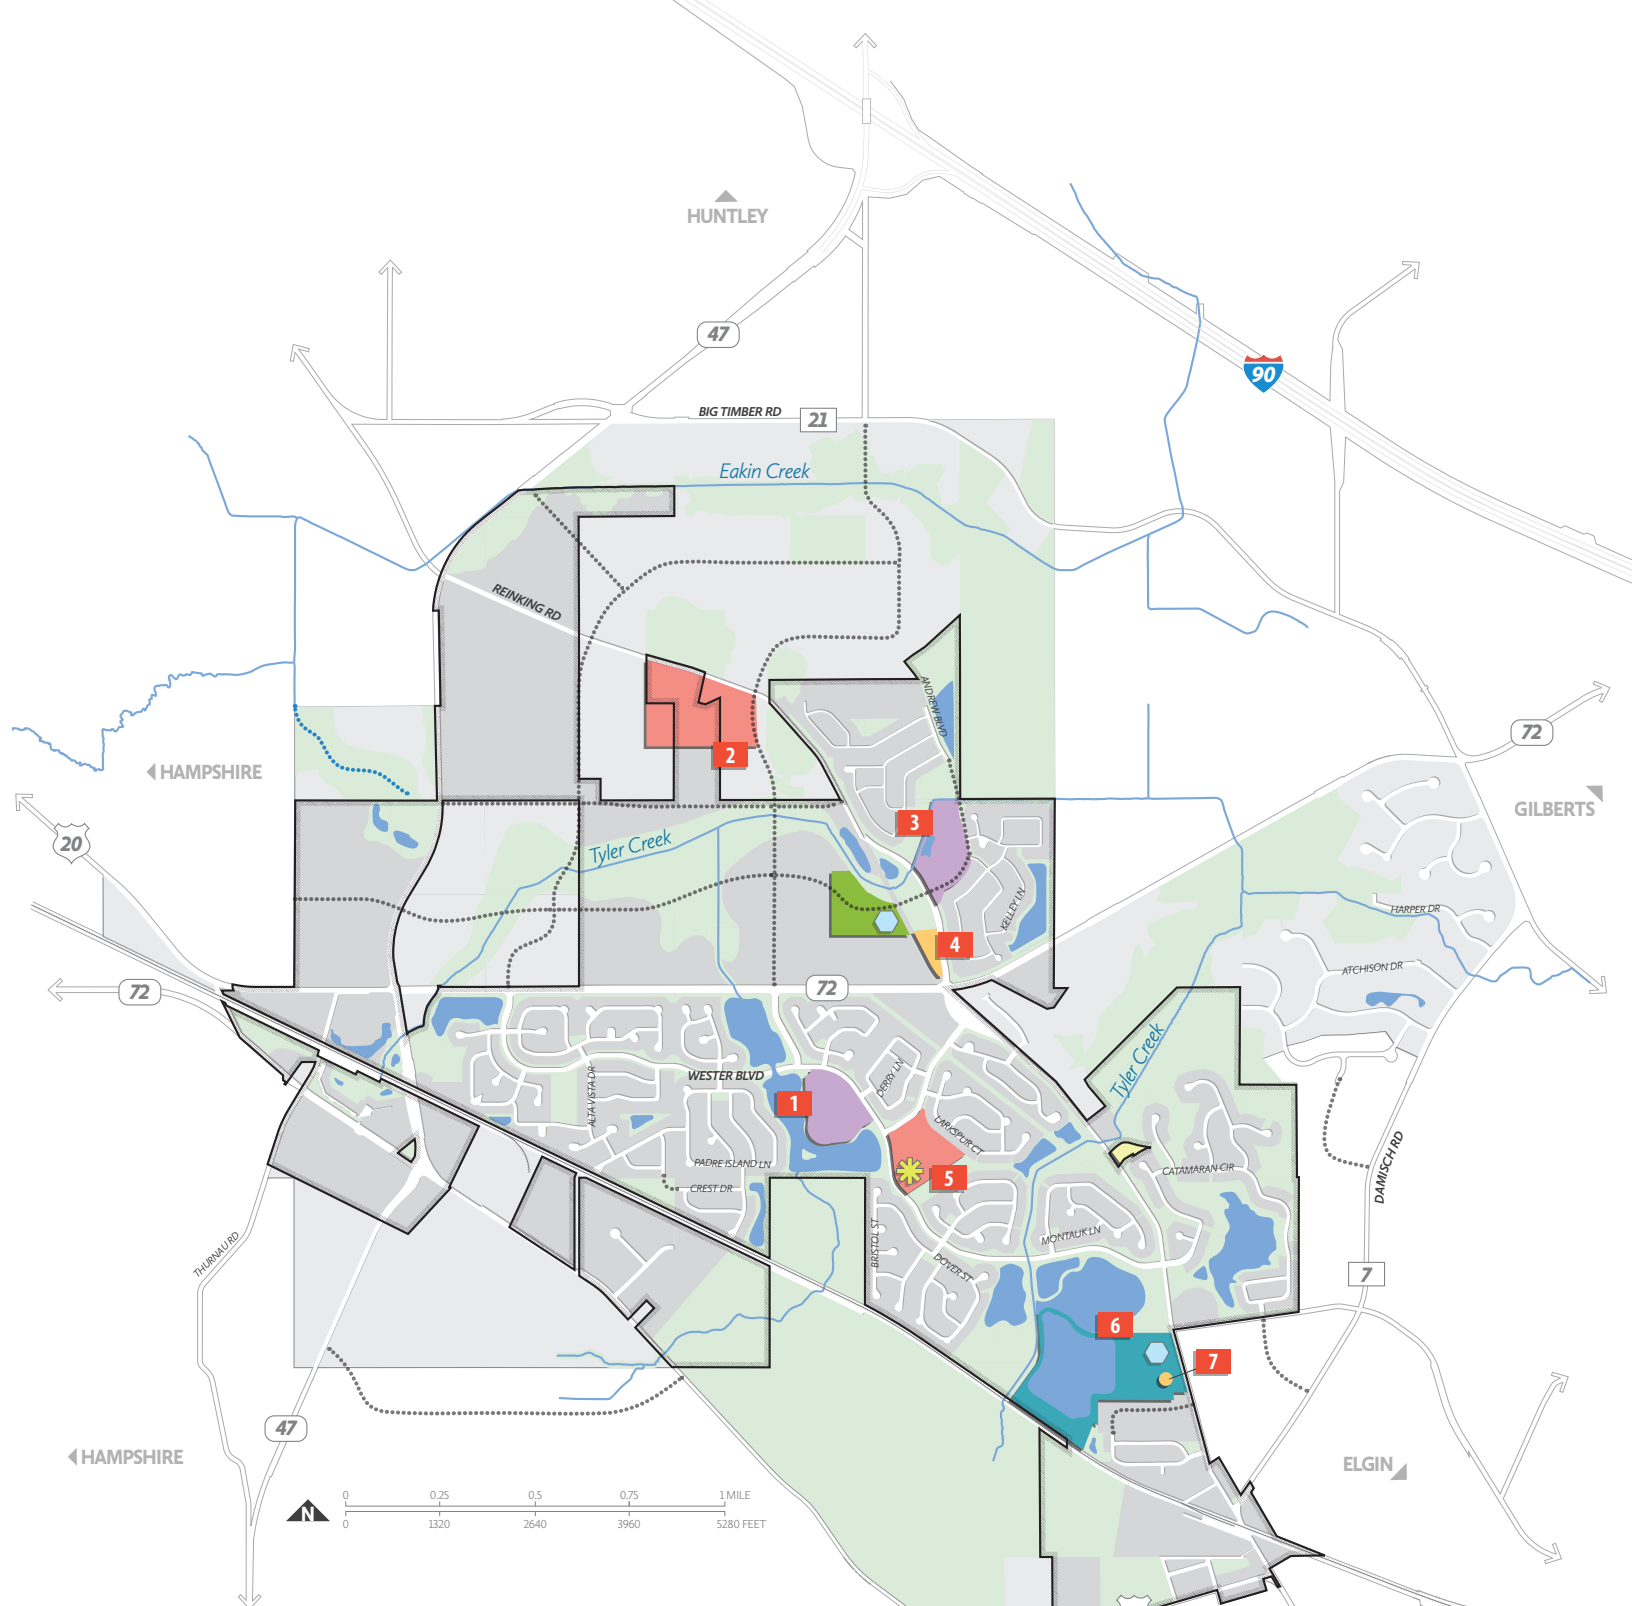 HUNTLEY
47
90
BIG TIMBER RD
21
Eakin Creek
REINKING RD
ANDREW BLVD
72
2
HAMPSHIRE
GILBERTS
3
20
Tyler Creek
KELLEY LN
HARPER DR
4
ATCHISON DR
72
72
Tyler Creek
WESTER BLVD
DERRY LN
ALTA VISTA DR
1
LARKSPUR CT
PADRE ISLAND LN
CATAMARAN CIR
DAMISCH RD
5
CREST DR
BRISTOL ST
MONTAUK LN
THURNAU RD
DOVER ST
7
6
7
47
HAMPSHIRE
ELGIN
N
0 0.25 0.5 0.75 1 MILE
0 1320 2640 3960 5280 FEET